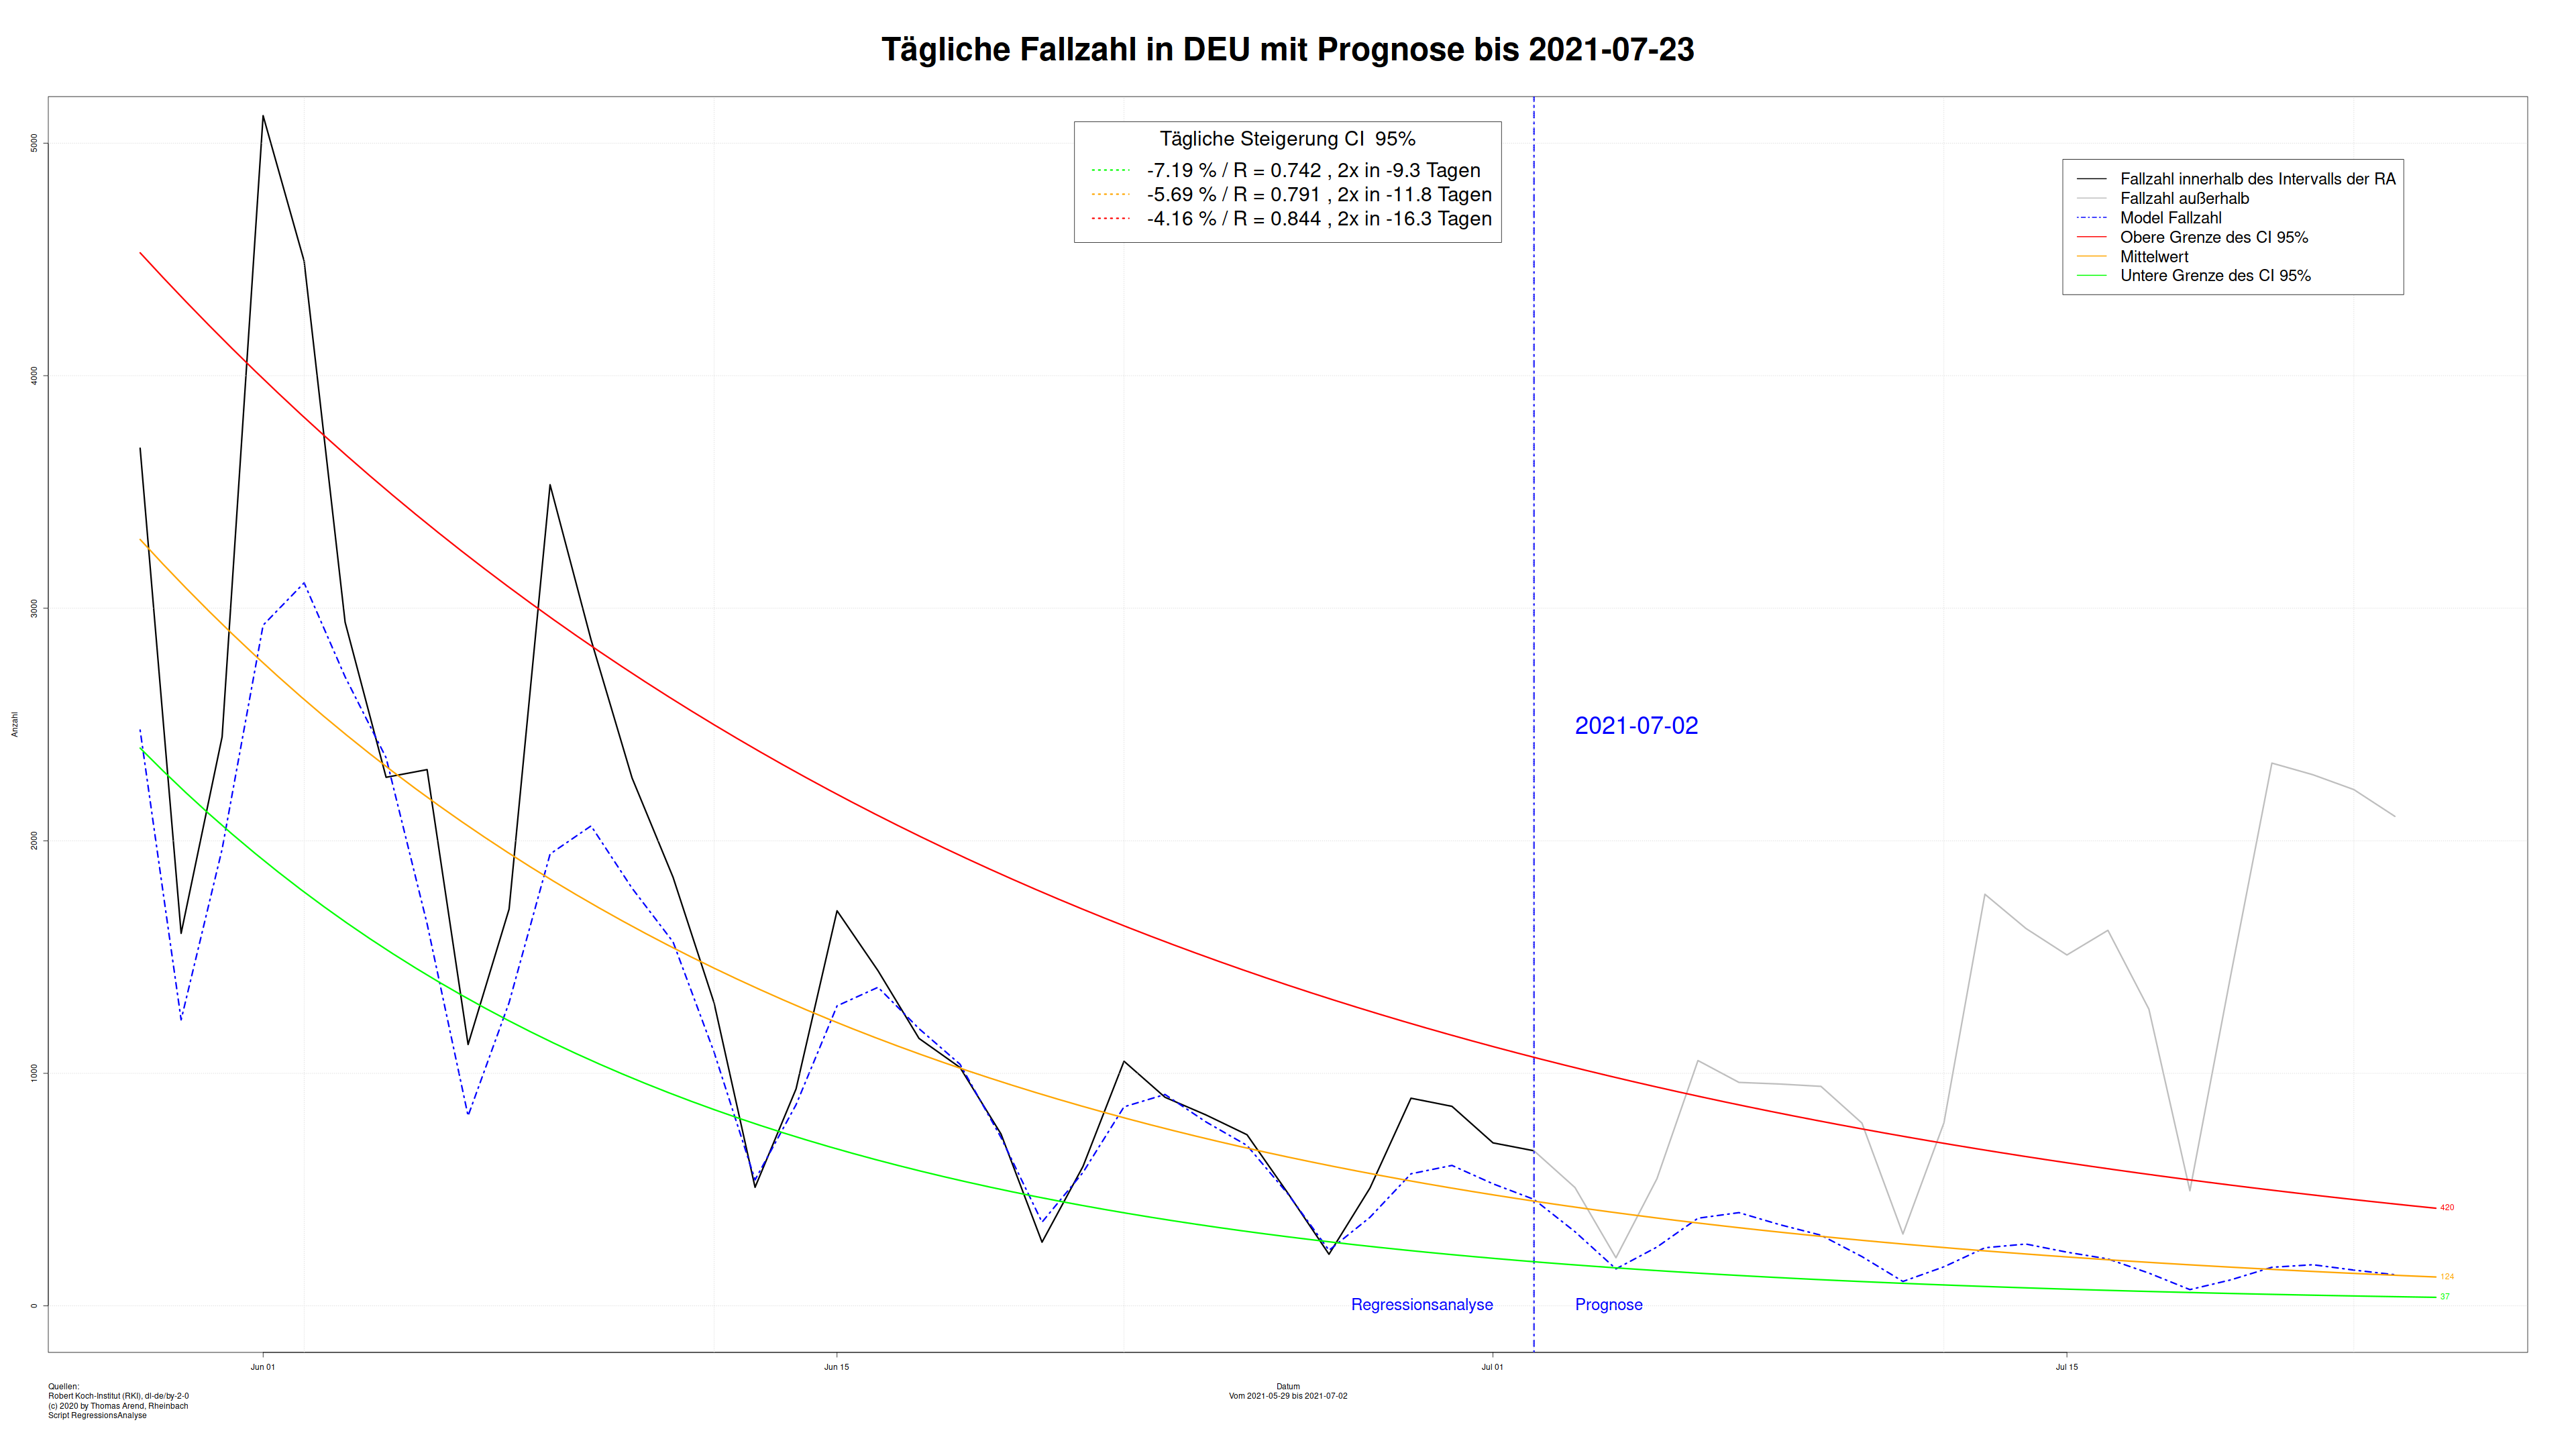 Tägliche Fallzahl in DEU mit Prognose bis 2021-07-23
Tägliche Steigerung CI 95%
-7.19 % / R = 0.742 , 2x in -9.3 Tagen
-5.69 % / R = 0.791 , 2x in -11.8 Tagen
-4.16 % / R = 0.844 , 2x in -16.3 Tagen
Fallzahl innerhalb des Intervalls der RA
Fallzahl außerhalb
Model Fallzahl
Obere Grenze des CI 95%
Mittelwert
Untere Grenze des CI 95%
5000
4000
3000
2000
1000
0
Anzahl
2021-07-02
420
124
37
Regressionsanalyse
Prognose
Jun 01
Jun 15
Jul 01
Jul 15
Datum
Vom 2021-05-29 bis 2021-07-02
Quellen:
Robert Koch-Institut (RKI), dl-de/by-2-0
(c) 2020 by Thomas Arend, Rheinbach
Script RegressionsAnalyse